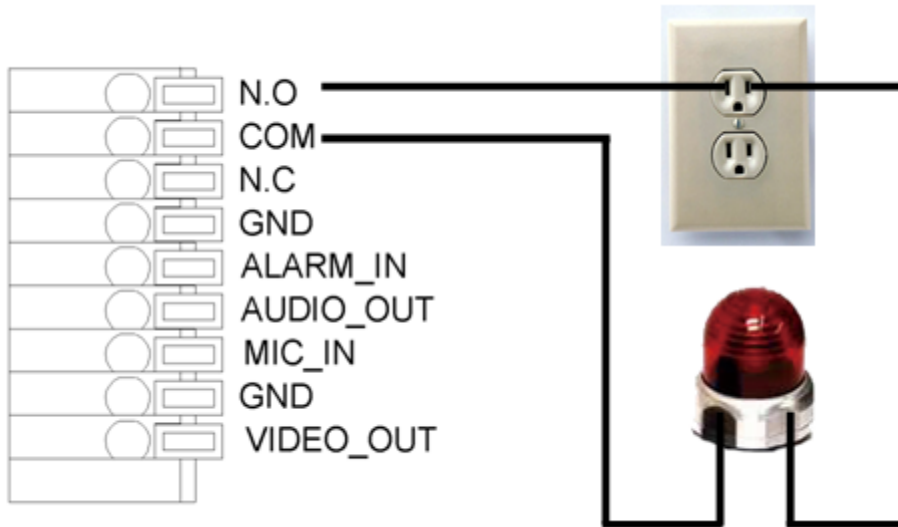 N.O
COM
N.C
GND
ALARM_IN
AUDIO_OUT
MIC_IN
GND
VIDEO_OUT